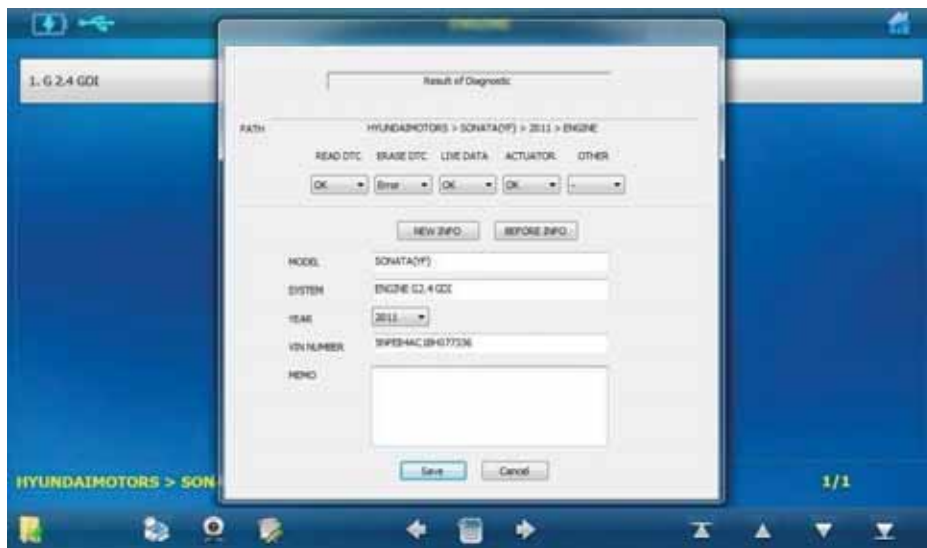 ENGINE
1. G 2.4 GDI
Result of Diagnostic
PATH HYUNDAIMOTORS > SONATA(YF) > 2011 > ENGINE
READ DTC ERASE DTC LIVE DATA ACTUATOR OTHER
OK Error OK OK -
NEW INFO BEFORE INFO
MODEL SONATA(YF)
SYSTEM ENGINE G2.4 GDI
YEAR 2011
VIN NUMBER
MEMO
Save Cancel
HYUNDAIMOTORS > SON
1/1